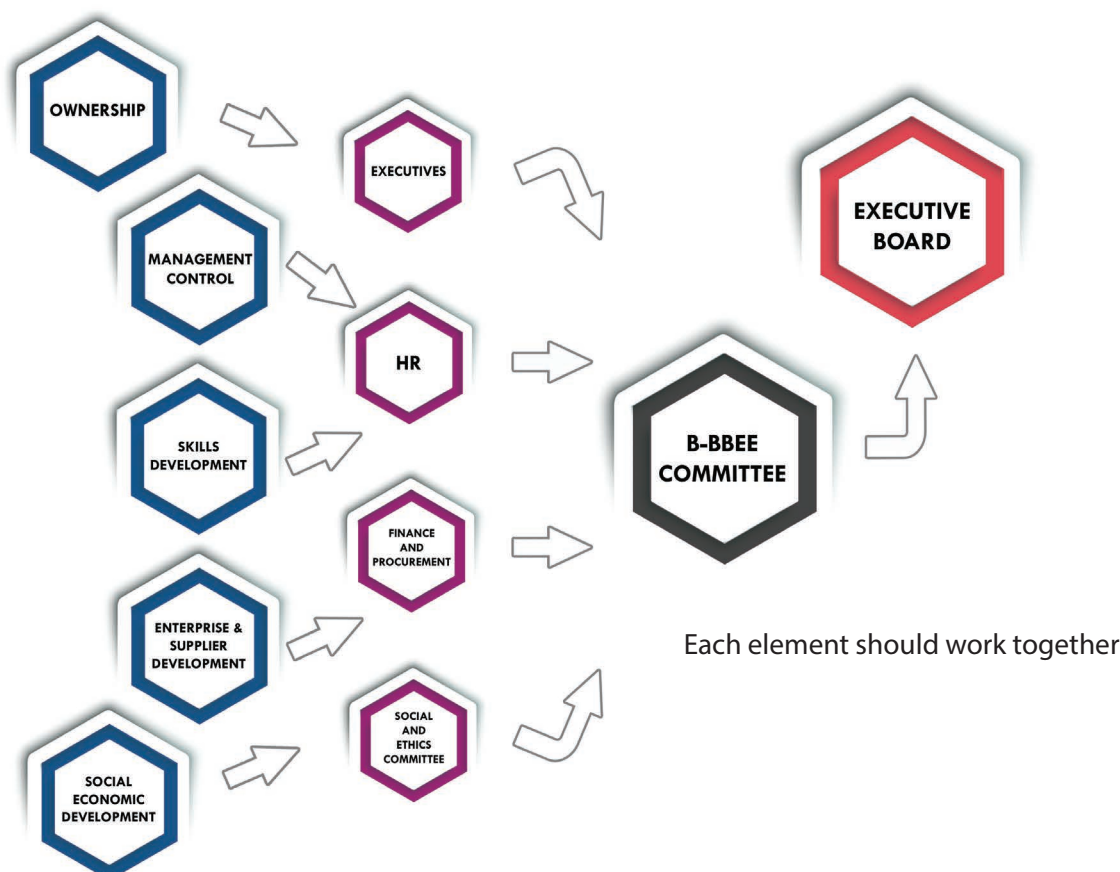 OWNERSHIP
EXECUTIVES
MANAGEMENT
CONTROL
HR
SKILLS
DEVELOPMENT
FINANCE
AND
PROCUREMENT
ENTERPRISE &
SUPPLIER
DEVELOPMENT
SOCIAL
AND
ETHICS
COMMITTEE
SOCIAL
ECONOMIC
DEVELOPMENT
B-BBEE
COMMITTEE
EXECUTIVE
BOARD
Each element should work together